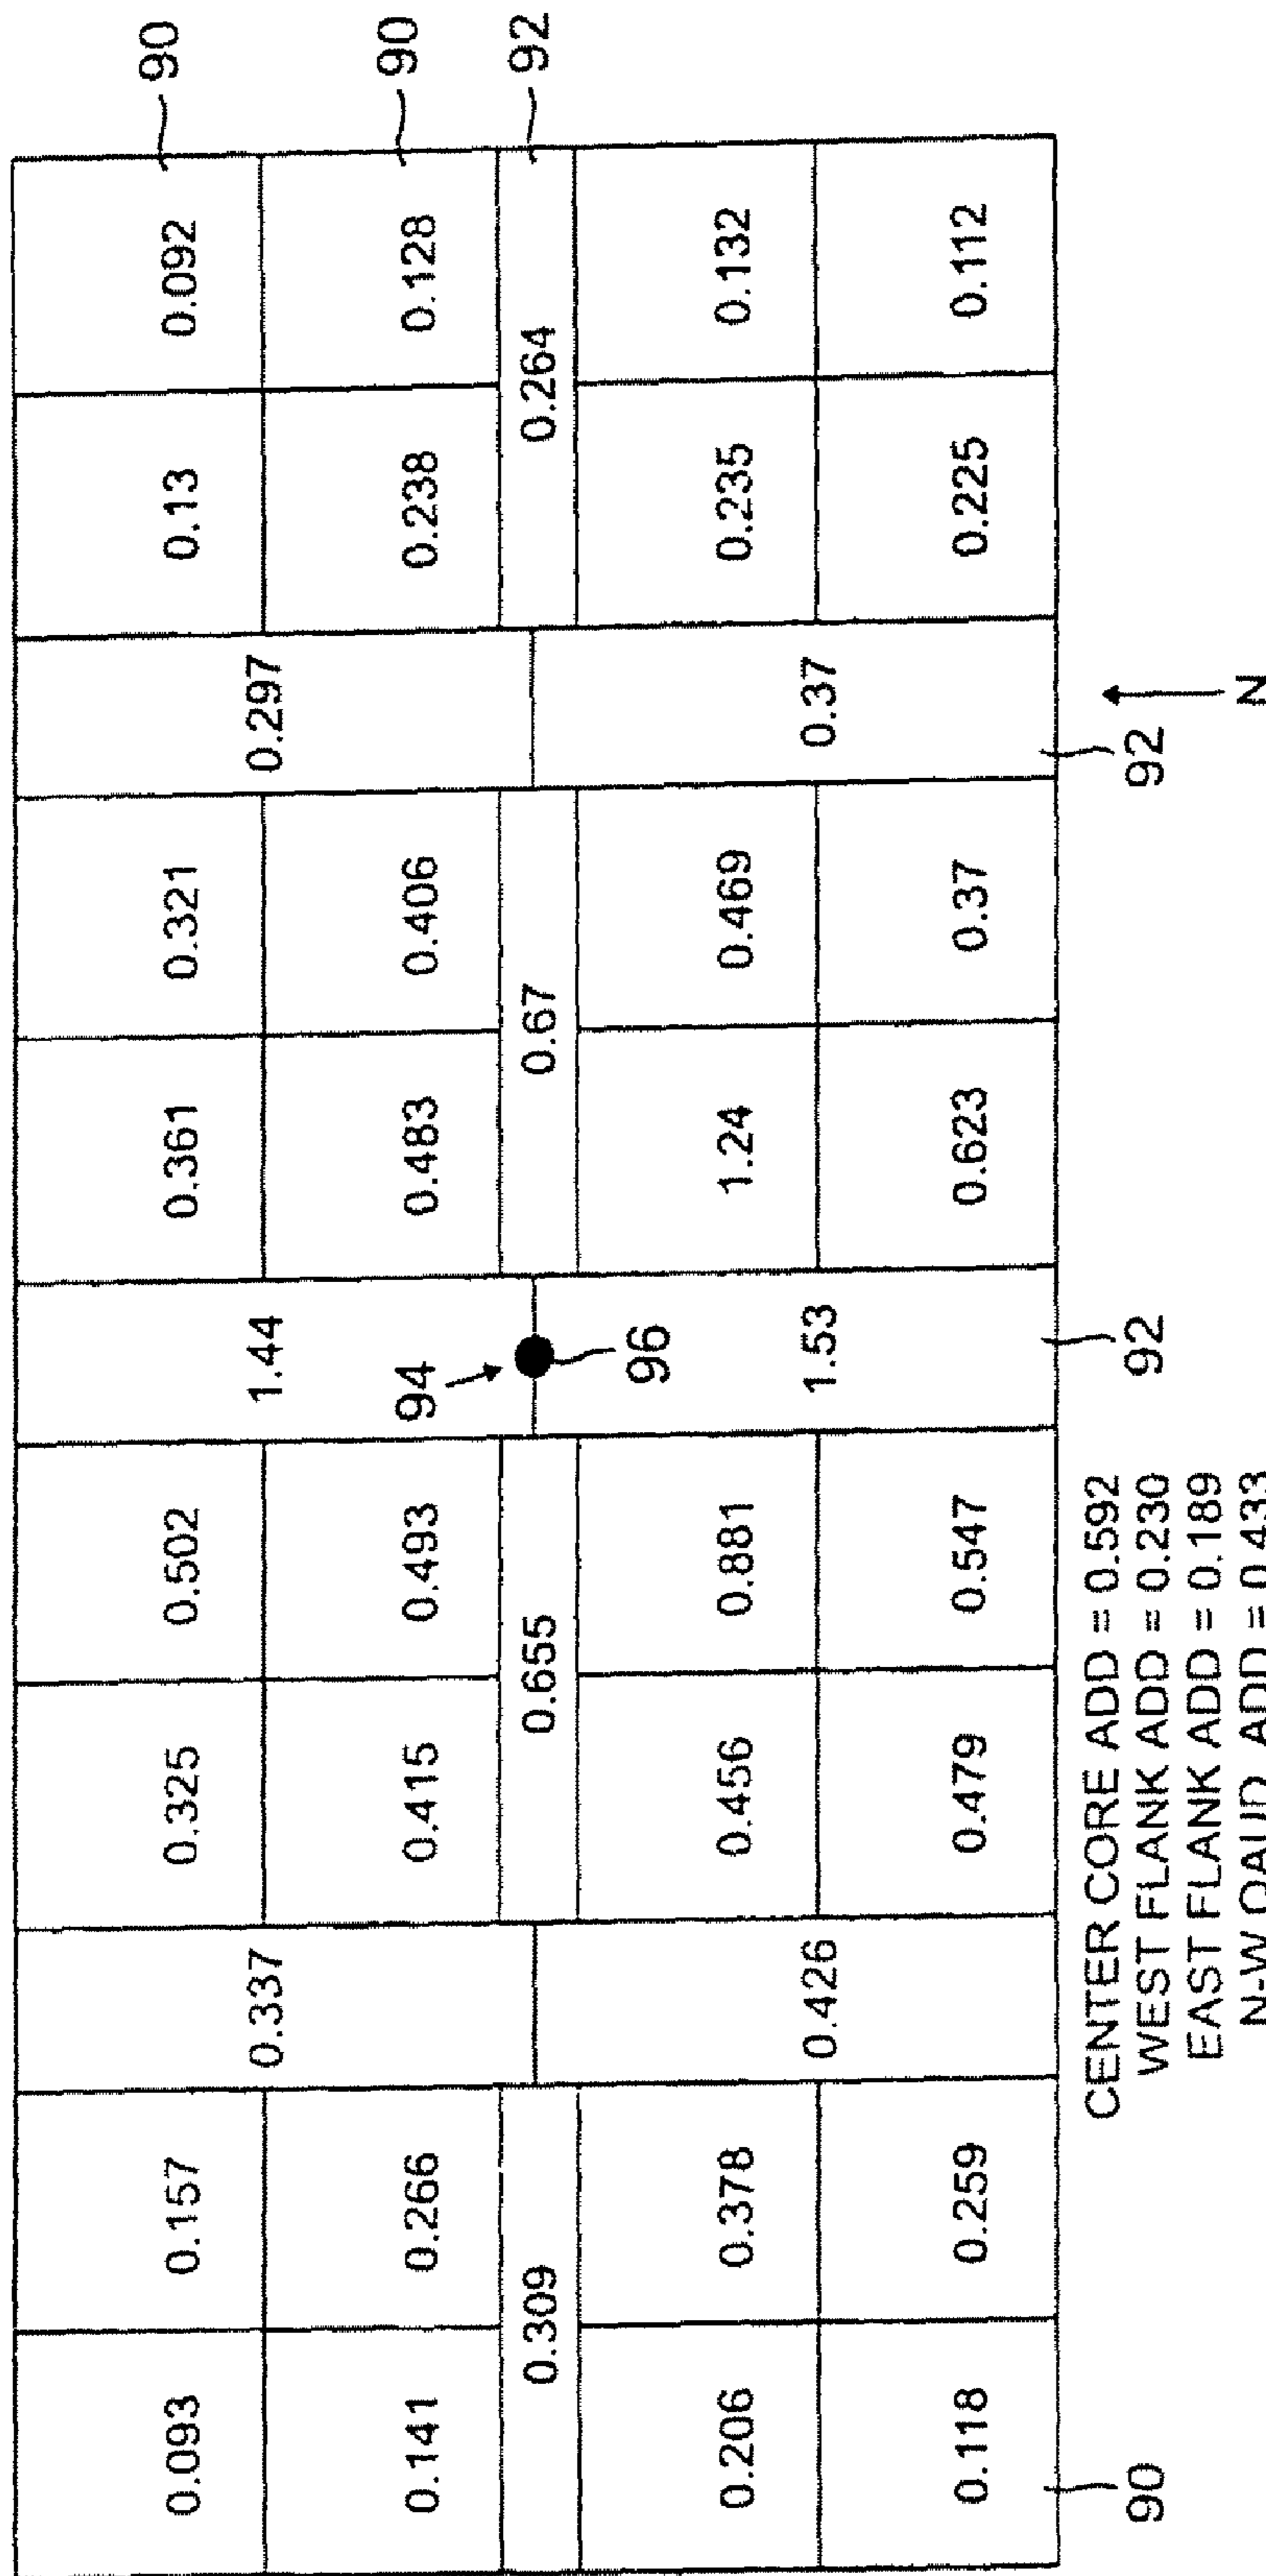 0.093 0.157 0.325 0.502 0.361 0.321 0.13 0.092 90
0.337 1.44 0.297
0.141 0.266 0.415 0.493 94 0.483 0.406 0.238 0.128 90
0.309 0.655 0.67 0.264 92
96
0.206 0.378 0.456 0.881 1.24 0.469 0.235 0.132
0.426 1.53 0.37
0.118 0.259 0.479 0.547 0.623 0.37 0.225 0.112
90 92 92
CENTER CORE ADD = 0.592
WEST FLANK ADD = 0.230
EAST FLANK ADD = 0.189
N-W QAUD. ADD = 0.433
N